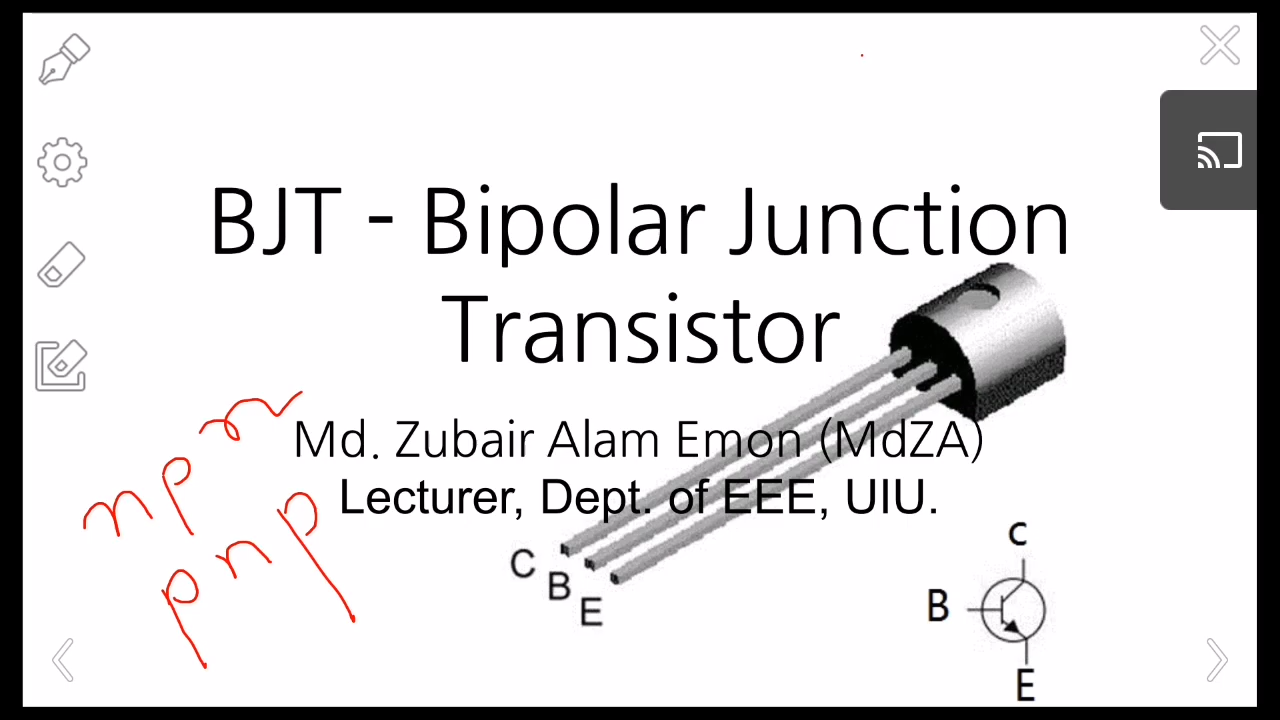 BJT - Bipolar Junction
Transistor
Md. Zubair Alam Emon (MdZA)
Lecturer, Dept. of EEE, UIU.
npn
pnp
C
B
E
C
B
E